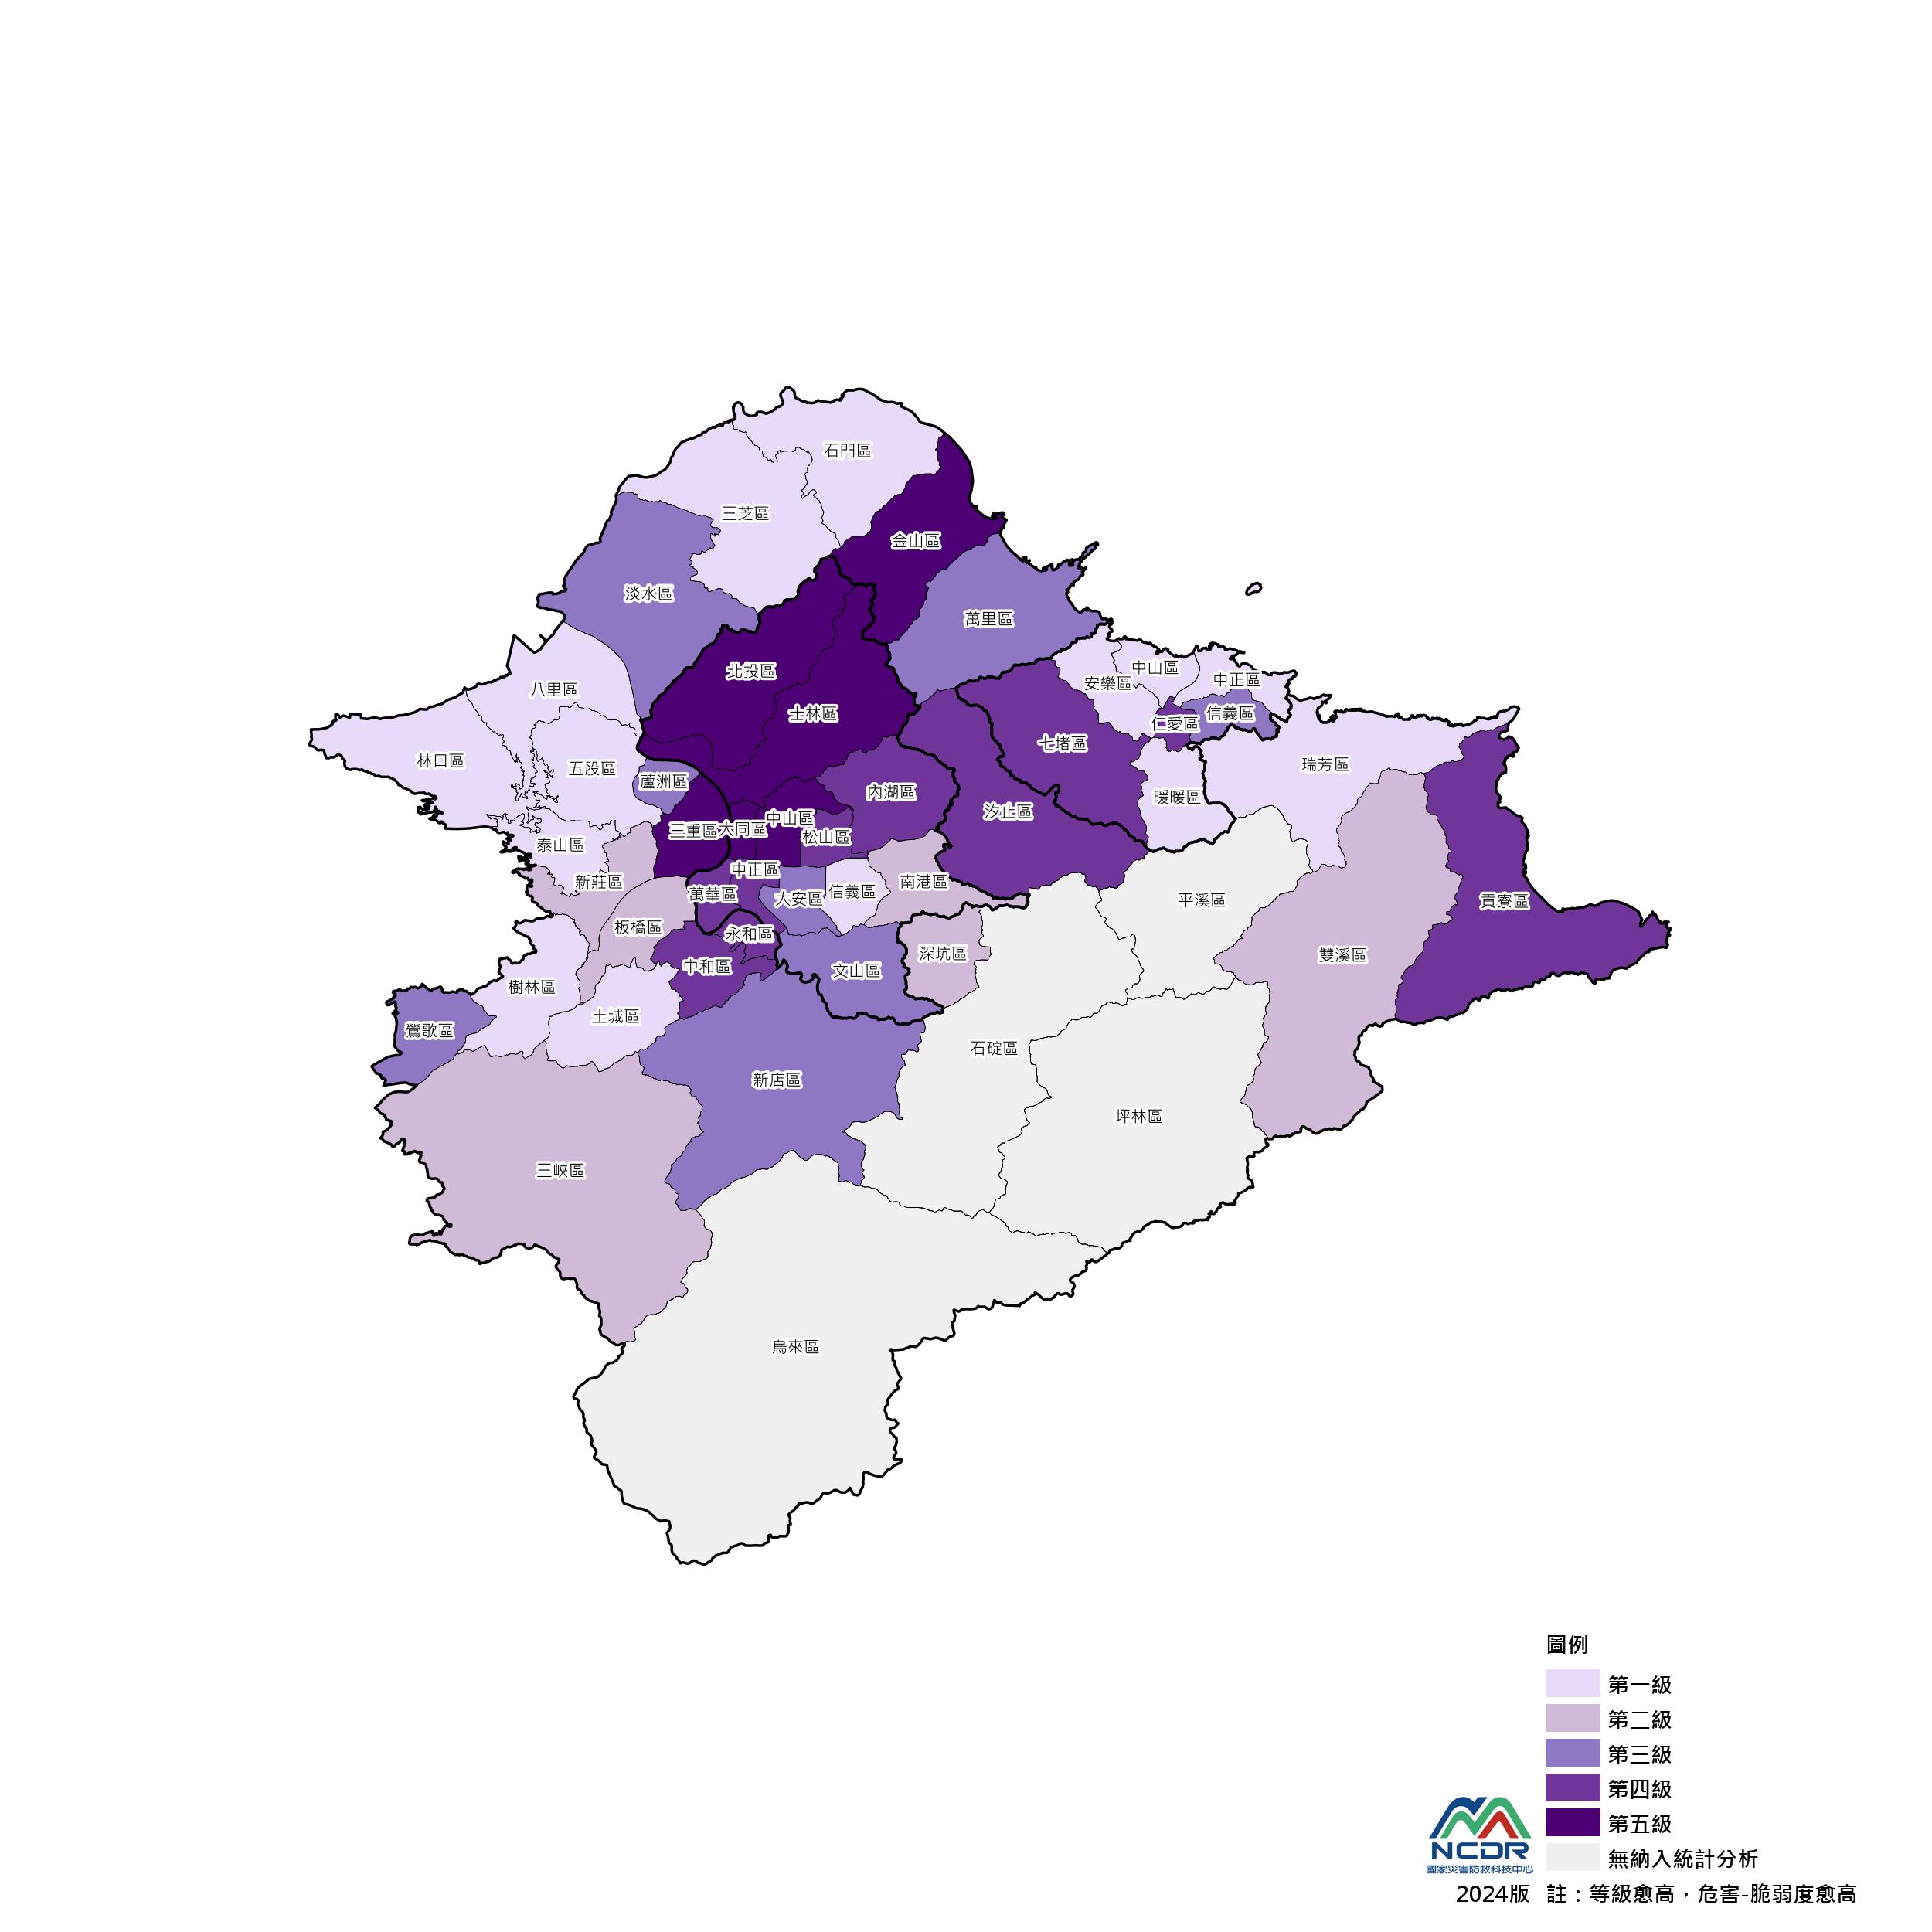 石門區
三芝區
金山區
淡水區
萬里區
北投區
中山區
中正區
安樂區
八里區
士林區
仁愛區
信義區
七堵區
林口區
五股區
瑞芳區
蘆洲區
內湖區
暖暖區
汐止區
中山區
三重區
大同區
松山區
泰山區
中正區
新莊區
南港區
萬華區
大安區
信義區
平溪區
貢寮區
板橋區
永和區
深坑區
雙溪區
中和區
文山區
樹林區
土城區
鶯歌區
石碇區
新店區
坪林區
三峽區
烏來區
圖例
第一級
第二級
第三級
第四級
第五級
無納入統計分析
NCDR
國家災害防救科技中心
2024版 註：等級愈高，危害-脆弱度愈高